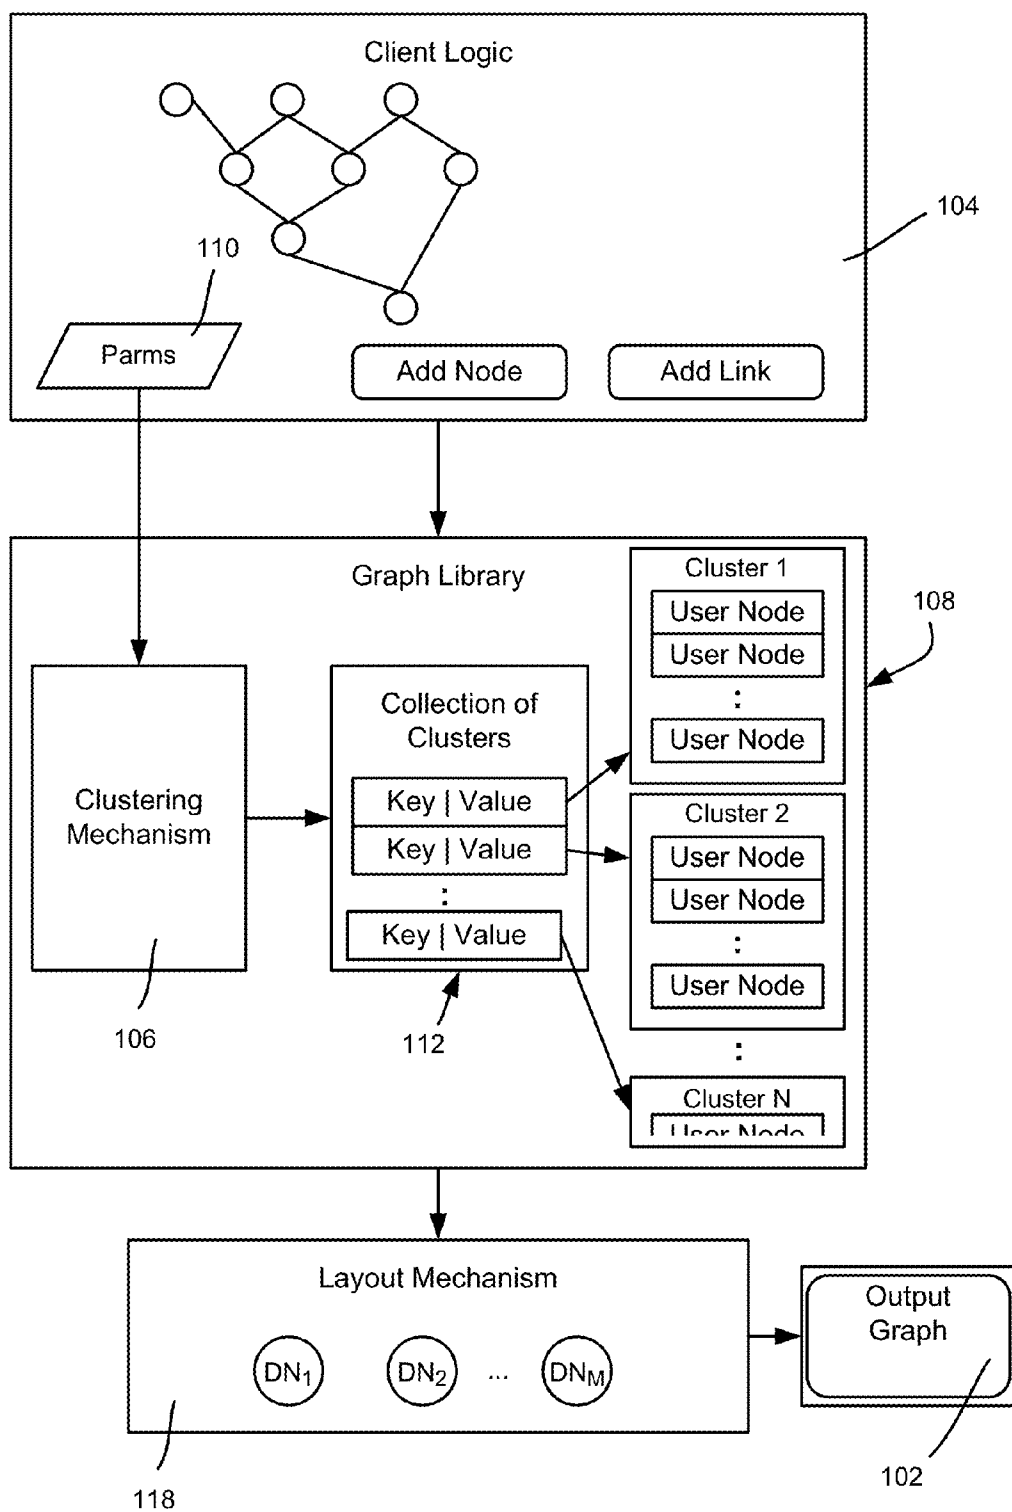 Client Logic
104
110
Parms
Add Node
Add Link
Graph Library
Cluster 1
User Node
User Node
User Node
108
Collection of
Clusters
Key | Value
Key | Value
Key | Value
Clustering
Mechanism
Cluster 2
User Node
User Node
User Node
106
112
Cluster N
User Node
Layout Mechanism
DN1
DN2
...
DNM
Output
Graph
118
102